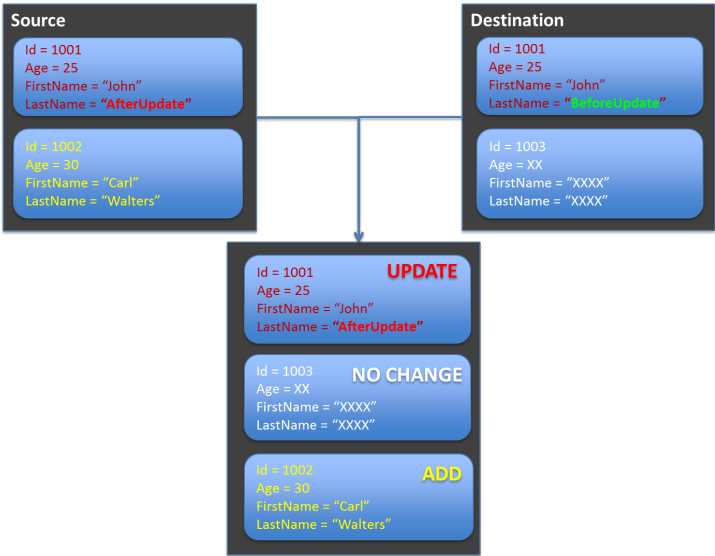 Source
Id = 1001
Age = 25
FirstName = “John”
LastName = “AfterUpdate”
Id = 1002
Age = 30
FirstName = “Carl”
LastName = “Walters”
Destination
Id = 1001
Age = 25
FirstName = “John”
LastName = “BeforeUpdate”
Id = 1003
Age = XX
FirstName = “XXXX”
LastName = “XXXX”
UPDATE
Id = 1001
Age = 25
FirstName = “John”
LastName = “AfterUpdate”
NO CHANGE
Id = 1003
Age = XX
FirstName = “XXXX”
LastName = “XXXX”
ADD
Id = 1002
Age = 30
FirstName = “Carl”
LastName = “Walters”